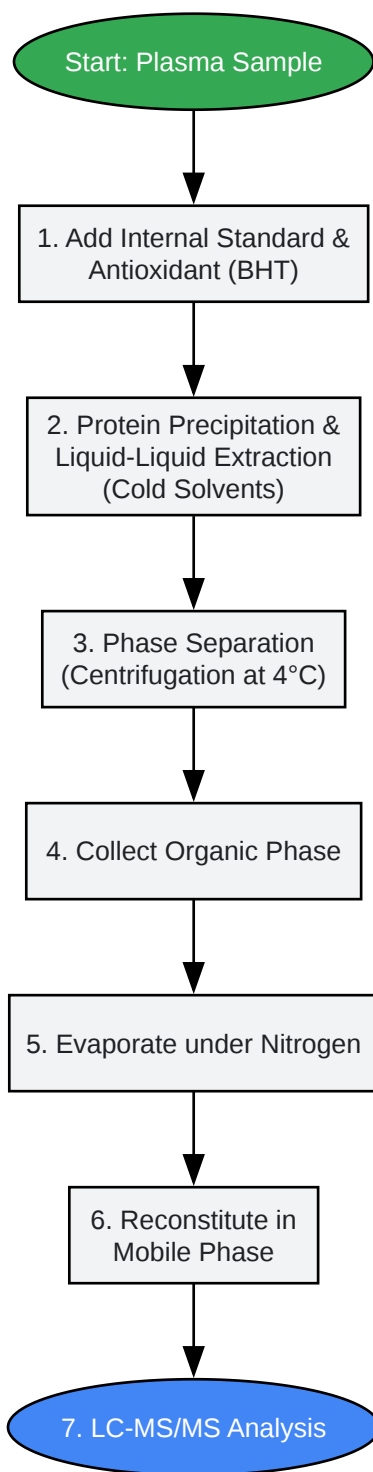 Start: Plasma Sample
1. Add Internal Standard &
Antioxidant (BHT)
2. Protein Precipitation &
Liquid-Liquid Extraction
(Cold Solvents)
3. Phase Separation
(Centrifugation at 4°C)
4. Collect Organic Phase
5. Evaporate under Nitrogen
6. Reconstitute in
Mobile Phase
7. LC-MS/MS Analysis